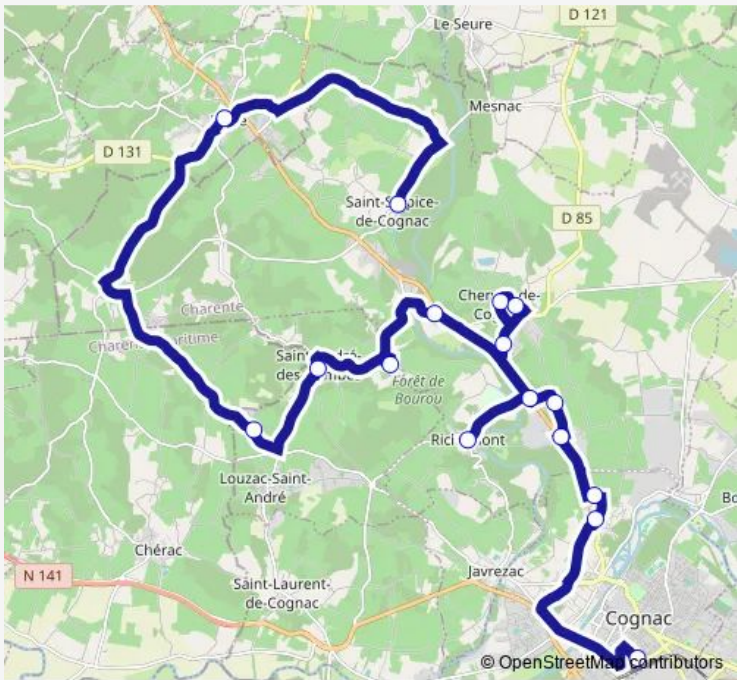 Le Seure
D 121
Mesnac
D 131
Saint-Sulpice-
de-Cognac
D 85
Charente
Charente-Maritime
Forêt de
Bourou
Louzac-Saint-
André
Chérac
N 141
Javrezac
Saint-Laurent-
de-Cognac
Cognac
© OpenStreetMap contributors